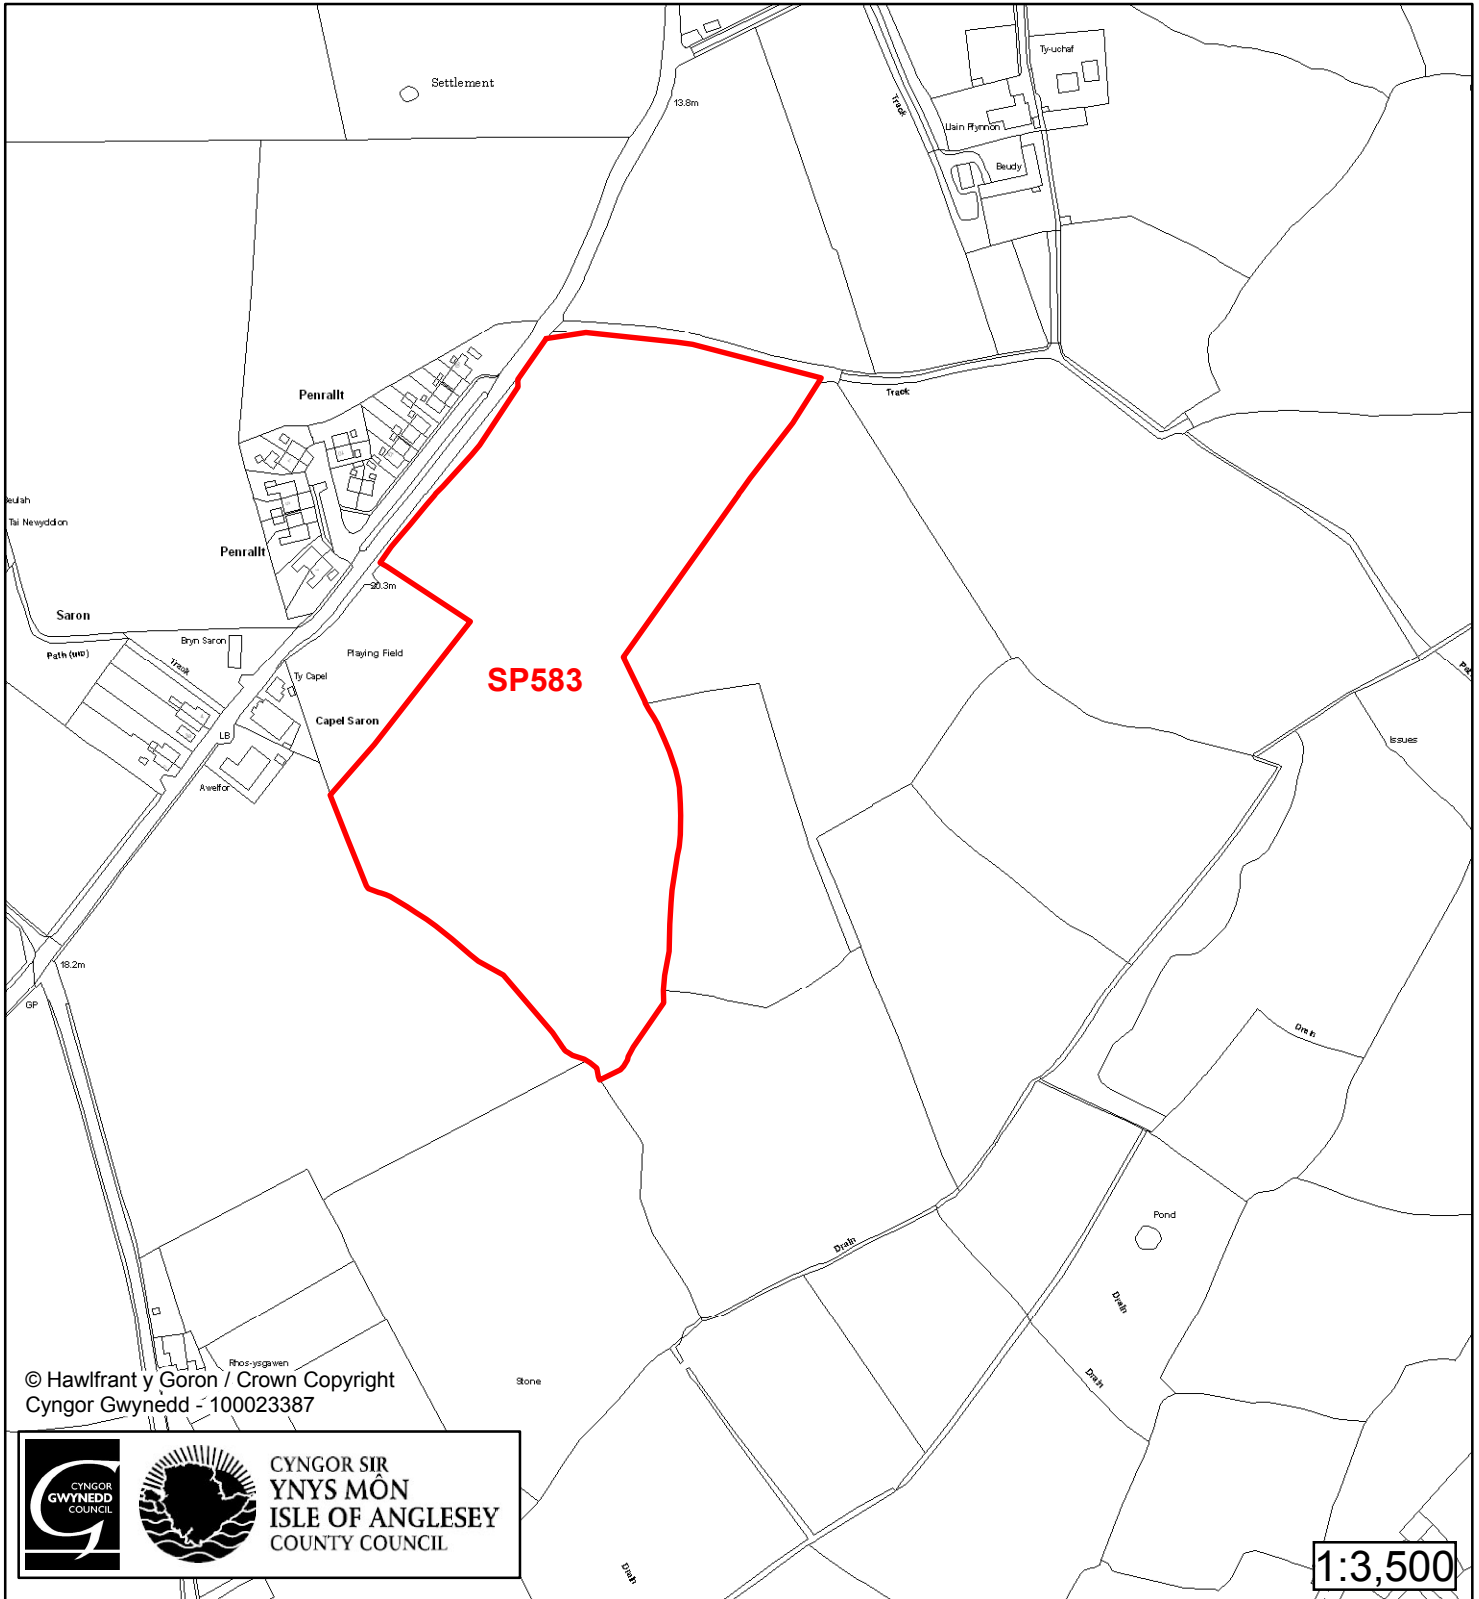 Settlement
13.8m
Ty-uchaf
Track
Llain Ffynnon
Beudy
Penrallt
Track
Beulah
Tai Newyddion
Penrallt
20.3m
Saron
Bryn Saron
Path (um)
Track
Playing Field
Ty Capel
SP583
Capel Saron
LB
Issues
Awelfor
18.2m
GP
Drain
Pond
Drain
Drain
Rhos-ysgawen
Stone
Drain
Drain
© Hawlfrant y Goron / Crown Copyright
Cyngor Gwynedd - 100023387
CYNGOR
GWYNEDD
COUNCIL
CYNGOR SIR
YNYS MÔN
ISLE OF ANGLESEY
COUNTY COUNCIL
1:3,500